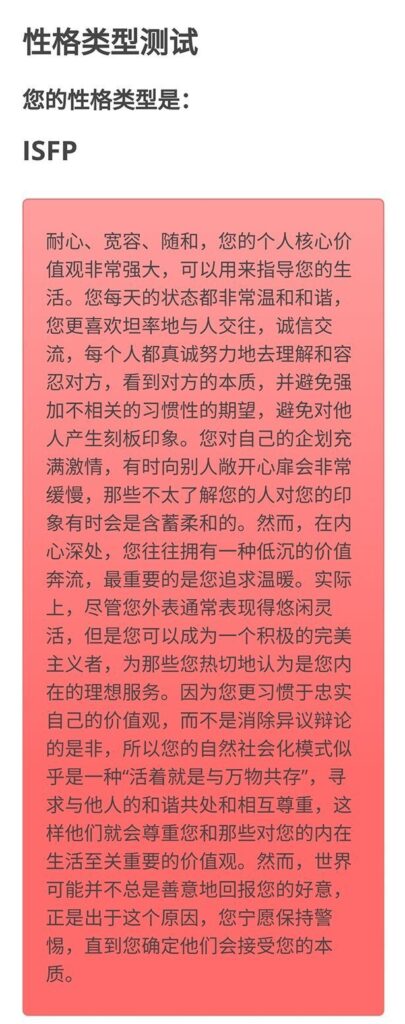 性格类型测试
您的性格类型是：
ISFP
耐心、宽容、随和，您的个人核心价
值观非常强大，可以用来指导您的生
活。您每天的状态都非常温和和谐，
您更喜欢坦率地与人交往，诚信交
流，每个人都真诚努力地去理解和容
忍对方，看到对方的本质，并避免强
加不相关的习惯性的期望，避免对他
人产生刻板印象。您对自己的企划充
满激情，有时向别人敞开心扉会非常
缓慢，那些不太了解您的人对您的印
象有时会是含蓄柔和的。然而，在内
心深处，您往往拥有一种低沉的价值
奔流，最重要的是您追求温暖。实际
上，尽管您外表通常表现得悠闲灵
活，但是您可以成为一个积极的完美
主义者，为那些您热切地认为是您内
在的理想服务。因为您更习惯于忠实
自己的价值观，而不是消除异议辩论
的是非，所以您的自然社会化模式似
乎是一种“活着就是与万物共存”，寻
求与他人的和谐共处和相互尊重，这
样他们就会尊重您和那些对您的内在
生活至关重要的价值观。然而，世界
可能并不总是善意地回报您的好意，
正是出于这个原因，您宁愿保持警
惕，直到您确定他们会接受您的本
质。